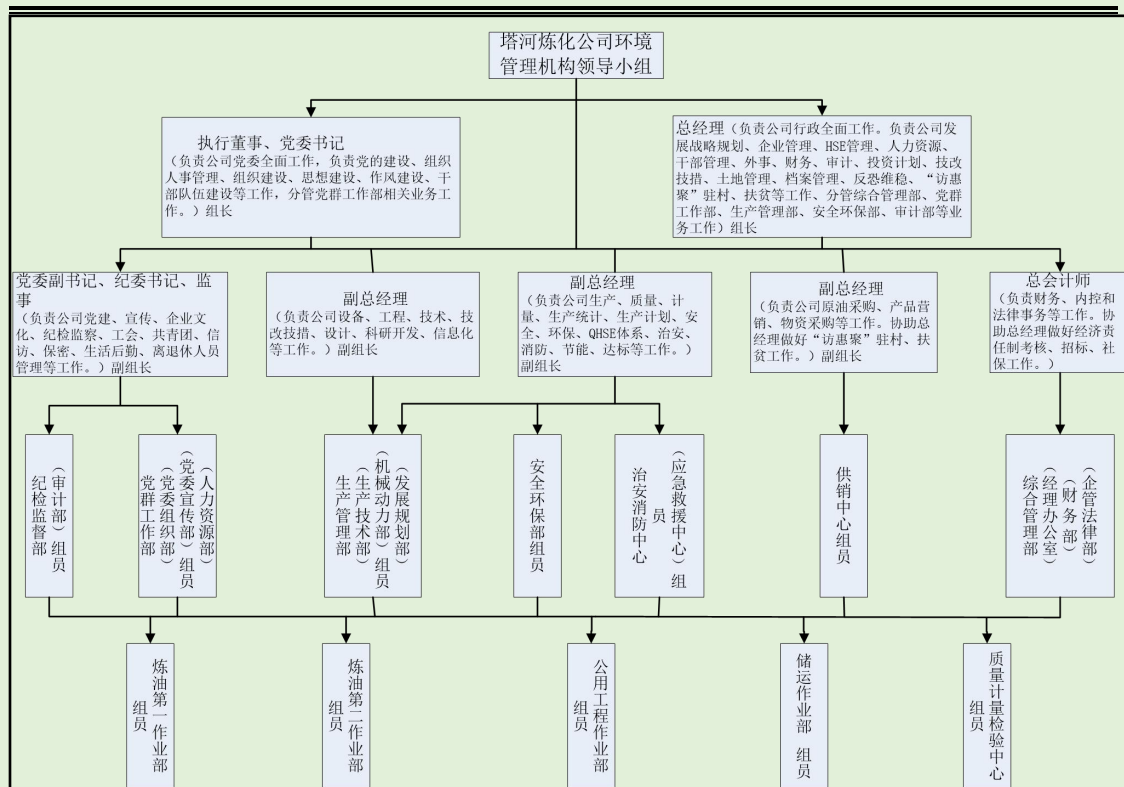 塔河炼化公司环境
管理机构领导小组
执行董事、党委书记
（负责公司党委全面工作，负责党的建设、组织
人事管理、组织建设、思想建设、作风建设、干
部队伍建设等工作，分管党群工作部相关业务工
作。）组长
总经理（负责公司行政全面工作。负责公司发
展战略规划、企业管理、HSE管理、人力资源、
干部管理、外事、财务、审计、投资计划、技改
技措、土地管理、档案管理、反恐维稳、“访惠
聚”驻村、扶贫等工作、分管综合管理部、党群
工作部、生产管理部、安全环保部、审计部等业
务工作）组长
党委副书记、纪委书记、监
事
（负责公司党建、宣传、企业文
化、纪检监察、工会、共青团、信
访、保密、生活后勤、离退休人员
管理等工作。）副组长
副总经理
（负责公司设备、工程、技术、技
改技措、设计、科研开发、信息化
等工作。）副组长
副总经理
（负责公司生产、质量、计
量、生产统计、生产计划、安
全、环保、QHSE体系、治安、
消防、节能、达标等工作。）
副组长
副总经理
（负责公司原油采购、产品营
销、物资采购等工作。协助总
经理做好“访惠聚”驻村、扶
贫工作。）副组长
总会计师
（负责财务、内控和
法律事务等工作。协
助总经理做好经济责
任制考核、招标、社
保工作。）
纪检监督部
（审计部）组员
党群工作部
（党委组织部）
（党委宣传部）组员
（人力资源部）
生产管理部
（生产技术部）
（机械动力部）组员
（发展规划部）
安全环保部组员
治安消防中心
（应急救援中心）组
员
供销中心组员
综合管理部
（经理办公室）
（财务部）
（企管法律部）
炼油第一作业部
组员
炼油第二作业部
组员
公用工程作业部
组员
储运作业部 组员
质量计量检验中心
组员